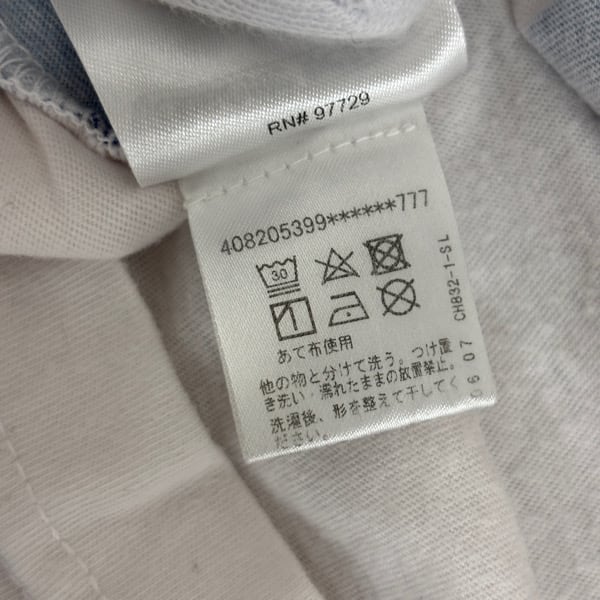 RN# 97729
408205399******777
30
あて布使用
他の物と分けて洗う。つけ置
き洗い・濡れたままの放置禁止。
洗濯後、形を整えて干してく
ださい。
CH832-1-SL
06 07